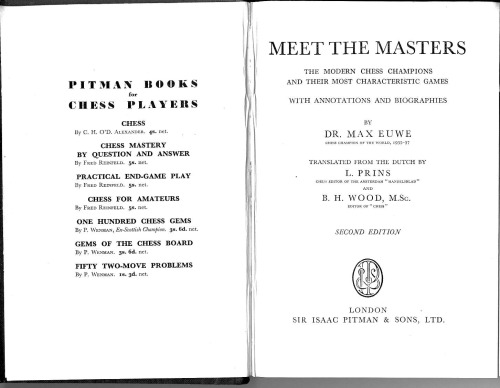 PITMAN BOOKS
for
CHESS PLAYERS
CHESS
By C. H. O'D. ALEXANDER. 4s. net.
CHESS MASTERY
BY QUESTION AND ANSWER
By FRED REINFELD. 5s. net.
PRACTICAL END-GAME PLAY
By FRED REINFELD. 5s. net.
CHESS FOR AMATEURS
By FRED REINFELD. 5s. net.
ONE HUNDRED CHESS GEMS
By P. WENMAN, Ex-Scottish Champion. 3s. 6d. net.
GEMS OF THE CHESS BOARD
By P. WENMAN. 3s. 6d. net.
FIFTY TWO-MOVE PROBLEMS
By P. WENMAN. 1s. 3d. net.
MEET THE MASTERS
THE MODERN CHESS CHAMPIONS
AND THEIR MOST CHARACTERISTIC GAMES
WITH ANNOTATIONS AND BIOGRAPHIES
BY
DR. MAX EUWE
CHESS CHAMPION OF THE WORLD, 1935-37
TRANSLATED FROM THE DUTCH BY
L. PRINS
CHESS EDITOR OF THE AMSTERDAM "HANDELSBLAD"
AND
B. H. WOOD, M.Sc.
EDITOR OF "CHESS"
SECOND EDITION
LONDON
SIR ISAAC PITMAN & SONS, LTD.